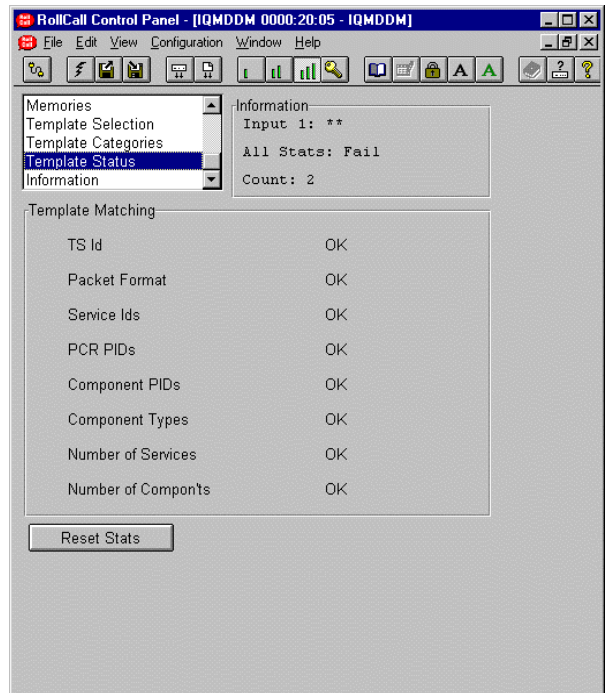 RollCall Control Panel - [IQMDDM 0000:20:05 - IQMDDM]
File Edit View Configuration Window Help
A A
Memories
Template Selection
Template Categories
Template Status
Information
Information
Input 1: **
All Stats: Fail
Count: 2
Template Matching
TS Id OK
Packet Format OK
Service Ids OK
PCR PIDs OK
Component PIDs OK
Component Types OK
Number of Services OK
Number of Compon'ts OK
Reset Stats